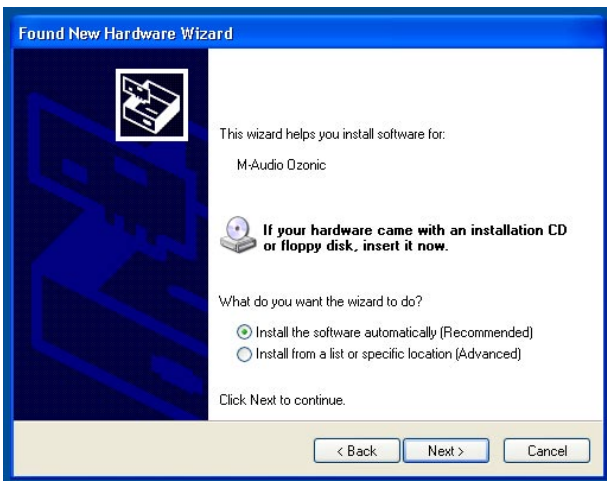 Found New Hardware Wizard
This wizard helps you install software for:
M-Audio Ozonic
If your hardware came with an installation CD
or floppy disk, insert it now.
What do you want the wizard to do?
Install the software automatically (Recommended)
Install from a list or specific location (Advanced)
Click Next to continue.
< Back Next > Cancel